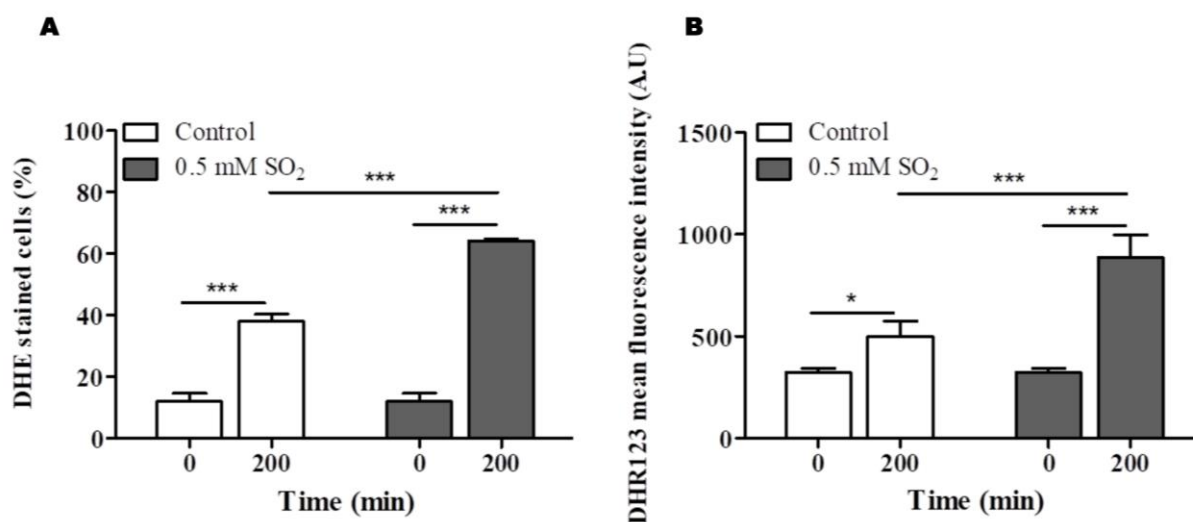 A
DHE stained cells (%)
100
80
60
40
20
0
Control
0.5 mM SO₂
***
***
***
0
200
0
200
Time (min)
B
DHR123 mean fluorescence intensity (A.U)
1500
1000
500
0
Control
0.5 mM SO₂
***
***
*
0
200
0
200
Time (min)